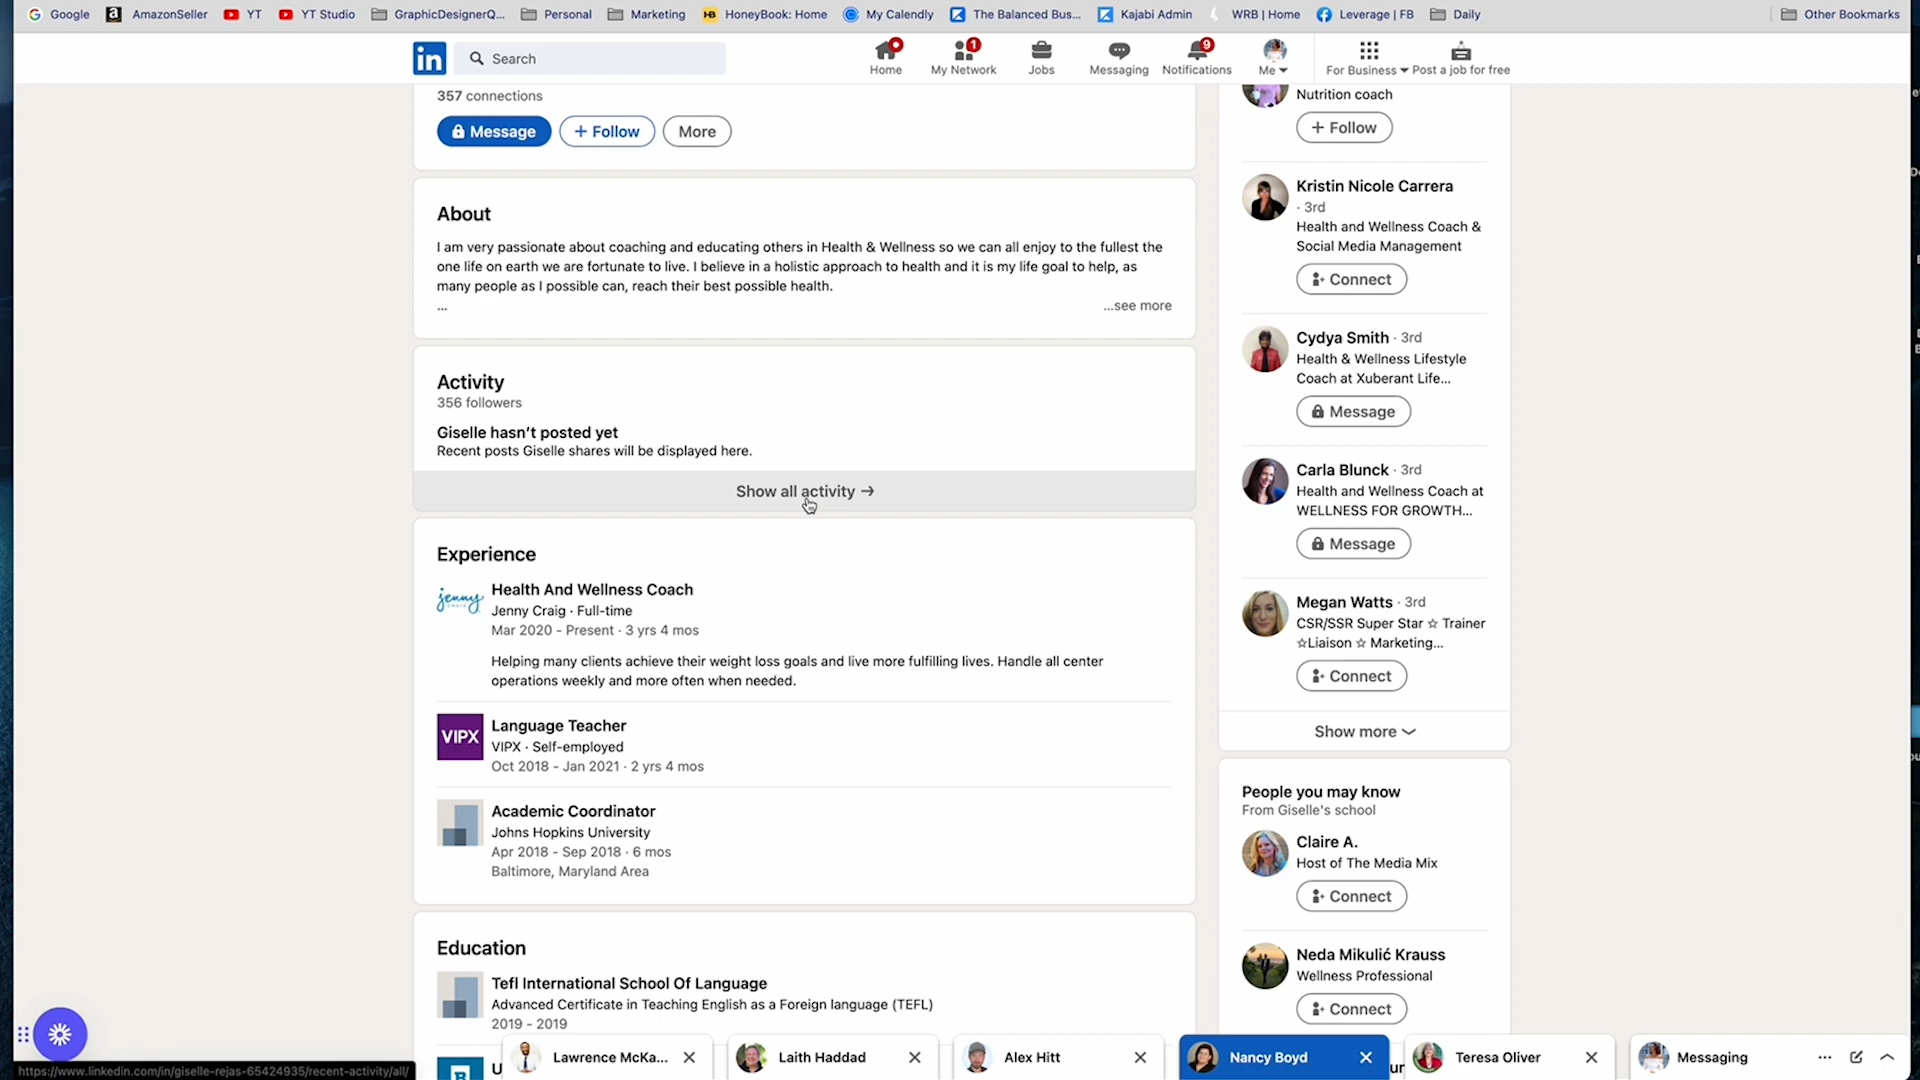 Google
AmazonSeller
YT
YT Studio
GraphicDesignerQ...
Personal
Marketing
HB
HoneyBook: Home
My Calendly
The Balanced Bus...
Kajabi Admin
WRB | Home
Leverage | FB
Daily
Other Bookmarks
in
Search
Home
1
My Network
Jobs
Messaging
9
Notifications
Me
For Business
Post a job for free
357 connections
Message
+ Follow
More
About
I am very passionate about coaching and educating others in Health & Wellness so we can all enjoy to the fullest the
one life on earth we are fortunate to live. I believe in a holistic approach to health and it is my life goal to help, as
many people as I possible can, reach their best possible health.
...
...see more
Activity
356 followers
Giselle hasn't posted yet
Recent posts Giselle shares will be displayed here.
Show all activity →
Experience
jenny
CRAIG
Health And Wellness Coach
Jenny Craig · Full-time
Mar 2020 - Present · 3 yrs 4 mos
Helping many clients achieve their weight loss goals and live more fulfilling lives. Handle all center
operations weekly and more often when needed.
VIPX
Language Teacher
VIPX · Self-employed
Oct 2018 - Jan 2021 · 2 yrs 4 mos
Academic Coordinator
Johns Hopkins University
Apr 2018 - Sep 2018 · 6 mos
Baltimore, Maryland Area
Education
Tefl International School Of Language
Advanced Certificate in Teaching English as a Foreign language (TEFL)
2019 - 2019
Nutrition coach
+ Follow
Kristin Nicole Carrera
· 3rd
Health and Wellness Coach &
Social Media Management
Connect
Cydya Smith · 3rd
Health & Wellness Lifestyle
Coach at Xuberant Life...
Message
Carla Blunck · 3rd
Health and Wellness Coach at
WELLNESS FOR GROWTH...
Message
Megan Watts · 3rd
CSR/SSR Super Star ☆ Trainer
☆Liaison ☆ Marketing...
Connect
Show more
People you may know
From Giselle's school
Claire A.
Host of The Media Mix
Connect
Neda Mikulić Krauss
Wellness Professional
Connect
Lawrence McKa...
Laith Haddad
Alex Hitt
Nancy Boyd
Teresa Oliver
Messaging
https://www.linkedin.com/in/giselle-rejas-65424935/recent-activity/all/